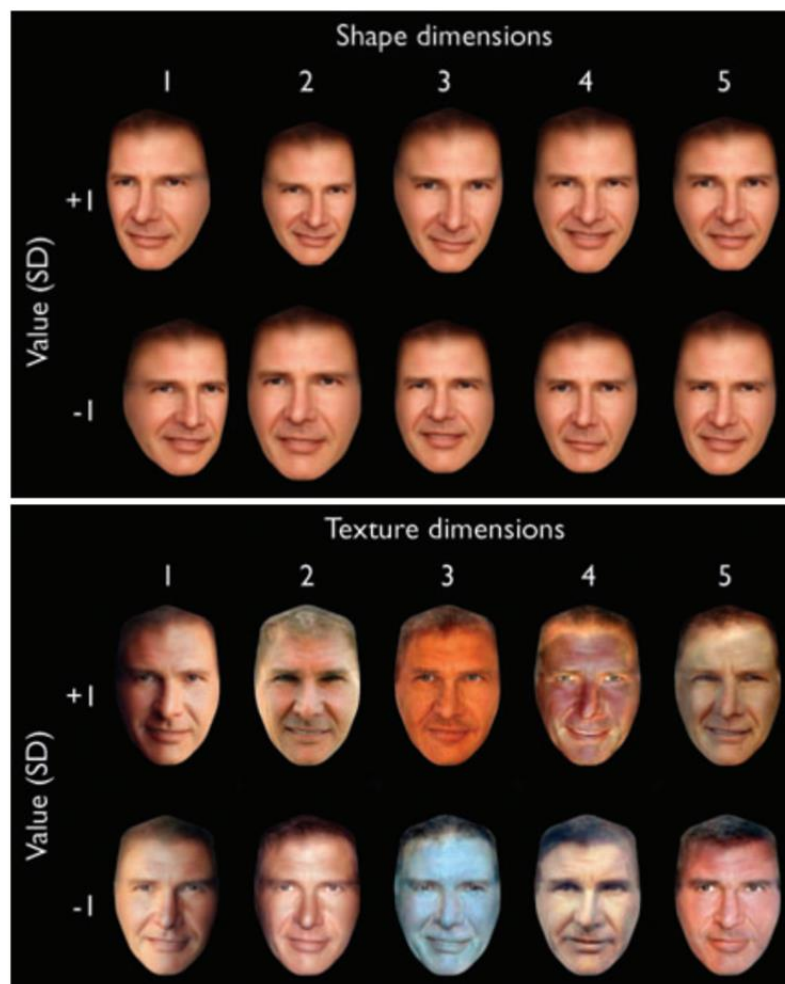 Shape dimensions
1 2 3 4 5
Value (SD)
+1
-1
Texture dimensions
1 2 3 4 5
Value (SD)
+1
-1